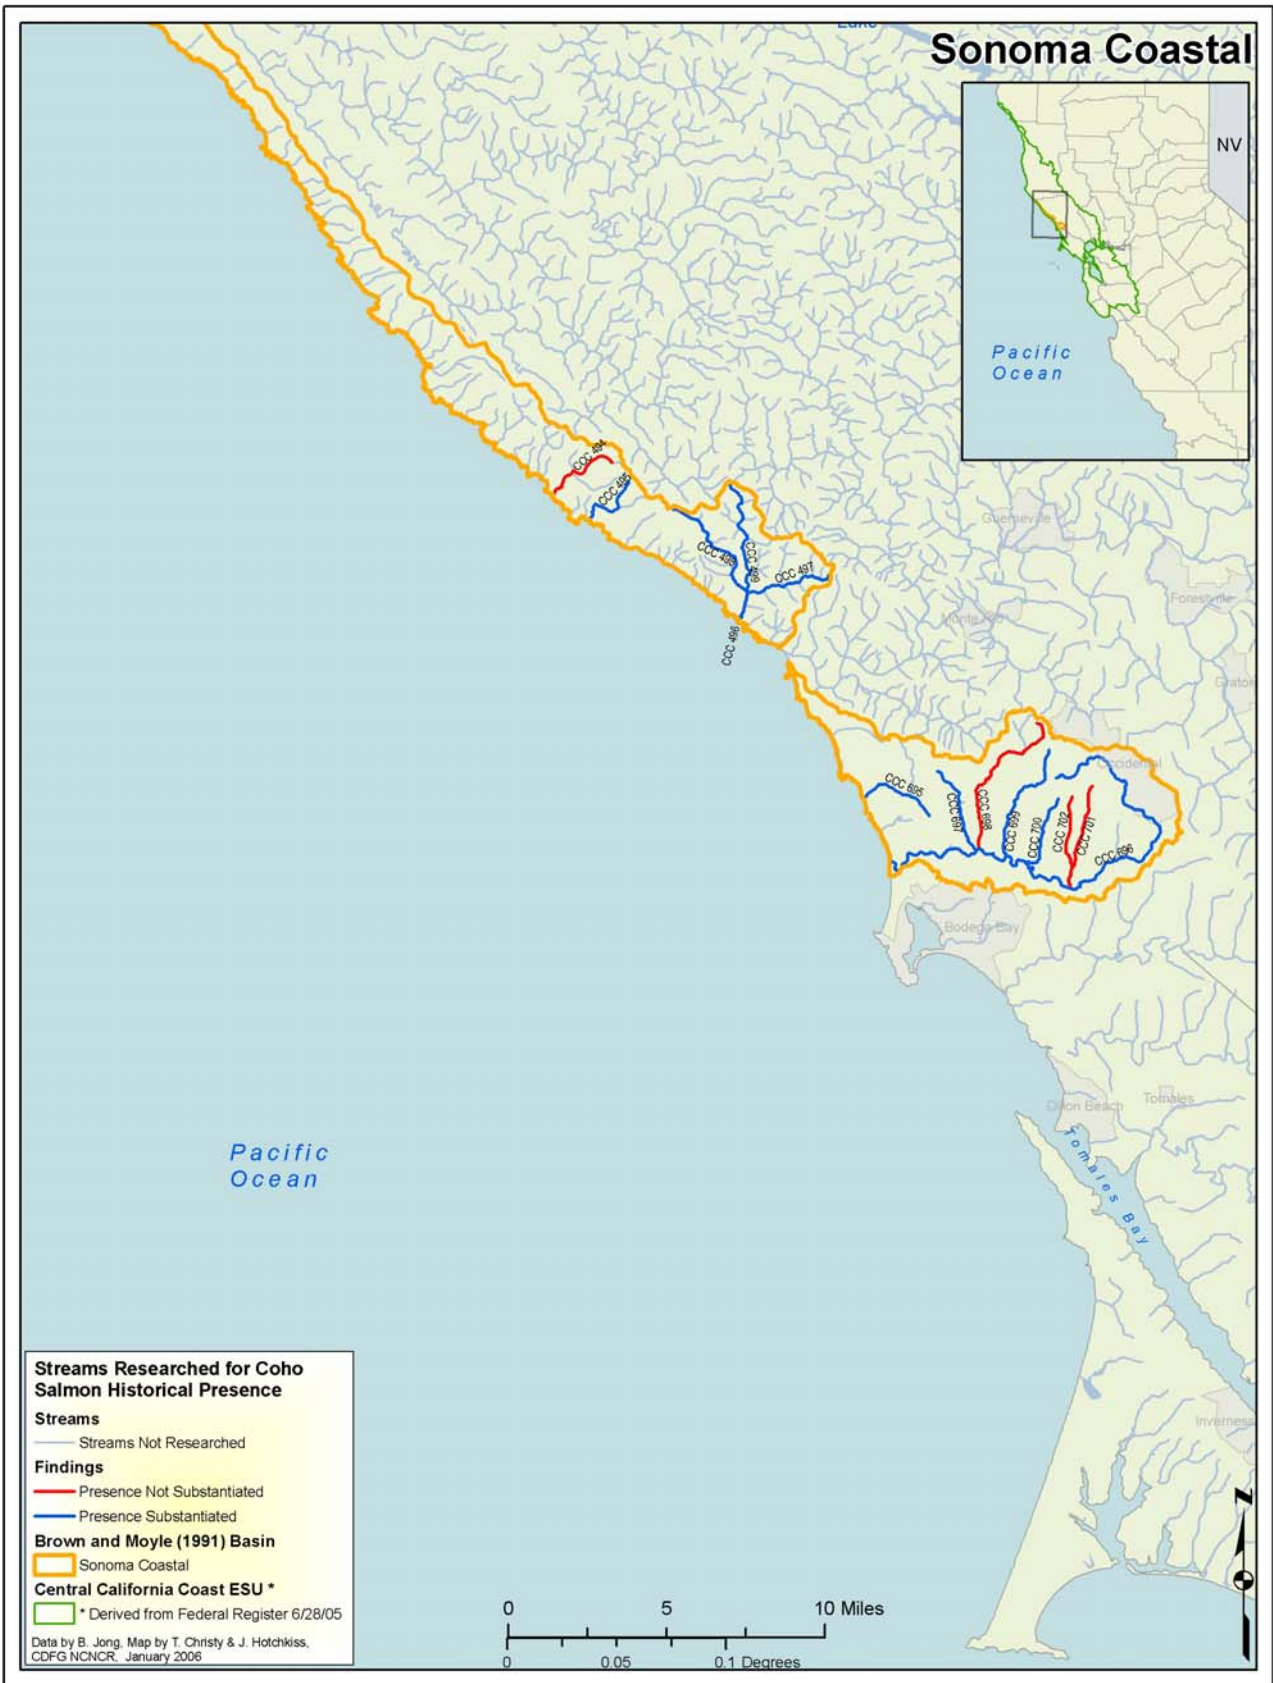 Lake
Sonoma Coastal
NV
Pacific
Ocean
CCC 494
CCC 495
CCC 498
CCC 499
CCC 497
CCC 496
Guerneville
Forestville
Monte Rio
Graton
Occidental
CCC 695
CCC 697
CCC 698
CCC 699
CCC 700
CCC 702
CCC 701
CCC 696
Bodega Bay
Dillon Beach
Tomales
Tomales Bay
Pacific
Ocean
Inverness
Streams Researched for Coho
Salmon Historical Presence
Streams
Streams Not Researched
Findings
Presence Not Substantiated
Presence Substantiated
Brown and Moyle (1991) Basin
Sonoma Coastal
Central California Coast ESU *
* Derived from Federal Register 6/28/05
Data by B. Jong, Map by T. Christy & J. Hotchkiss,
CDFG NCNCR, January 2006
0 5 10 Miles
0 0.05 0.1 Degrees
N